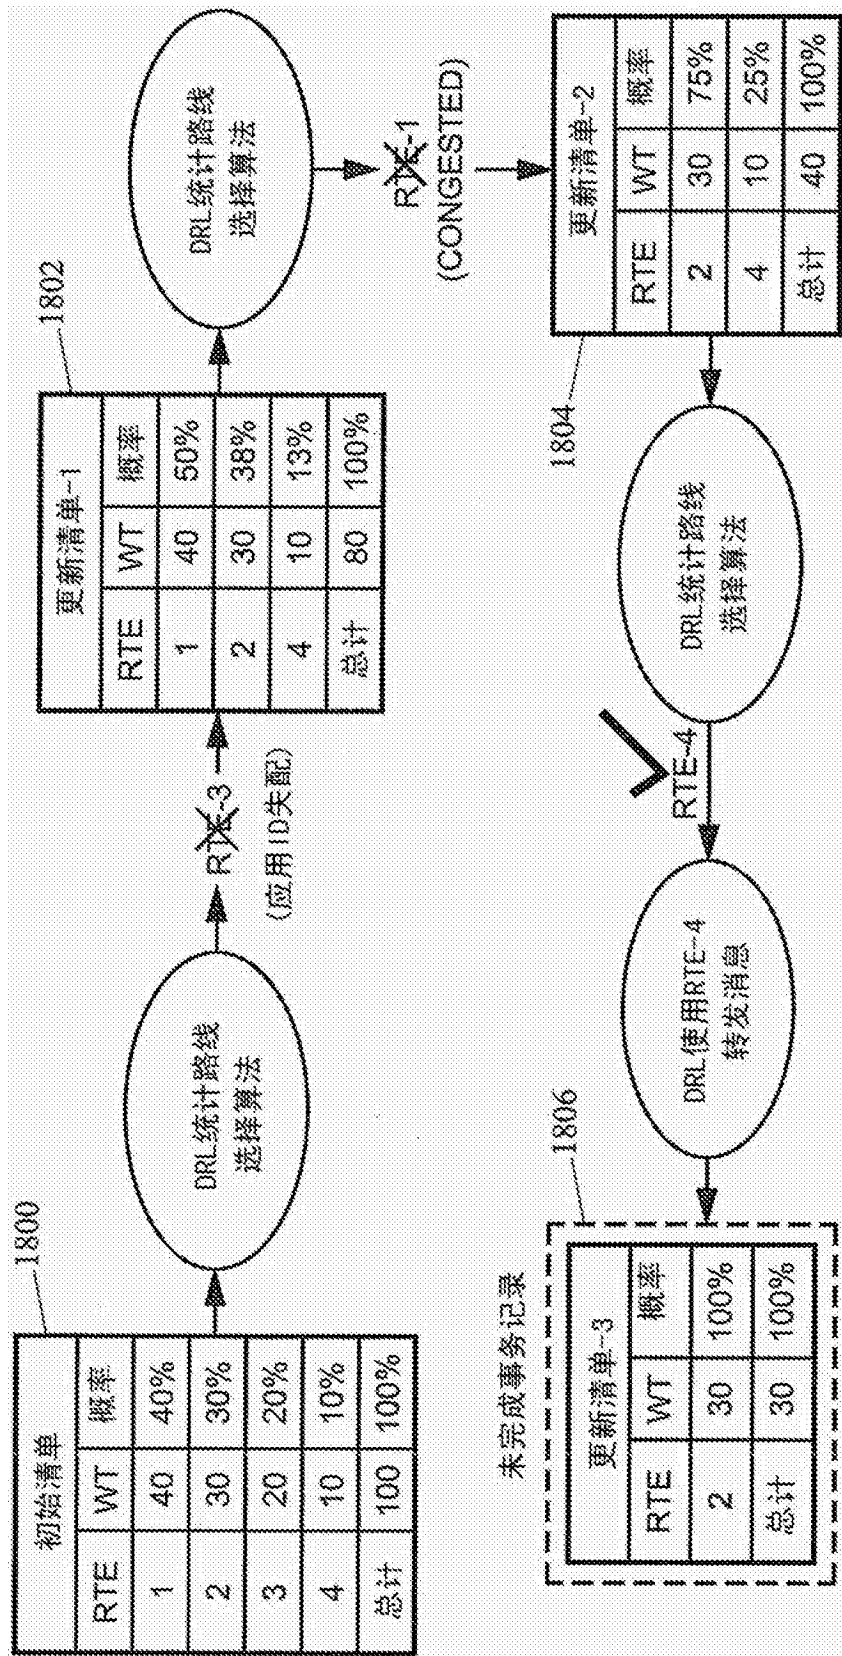 初始清单
RTE WT 概率
1 40 40%
2 30 30%
3 20 20%
4 10 10%
总计 100 100%
1800
DRL统计路线
选择算法
RTE-3
(应用ID失配)
更新清单-1
RTE WT 概率
1 40 50%
2 30 38%
4 10 13%
总计 80 100%
1802
DRL统计路线
选择算法
RTE-1
(CONGESTED)
更新清单-2
RTE WT 概率
2 30 75%
4 10 25%
总计 40 100%
1804
DRL统计路线
选择算法
RTE-4
DRL使用RTE-4
转发消息
1806
未完成事务记录
更新清单-3
RTE WT 概率
2 30 100%
总计 30 100%